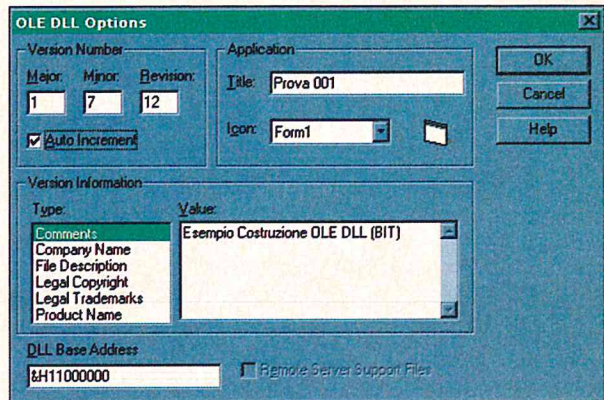 OLE DLL Options
Version Number
Major: Minor: Revision:
1 7 12
Auto Increment
Application
Title: Prova 001
Icon: Form1
OK
Cancel
Help
Version Information
Type:
Comments
Company Name
File Description
Legal Copyright
Legal Trademarks
Product Name
Value:
Esempio Costruzione OLE DLL (BIT)
DLL Base Address
&H11000000
Remote Server Support Files